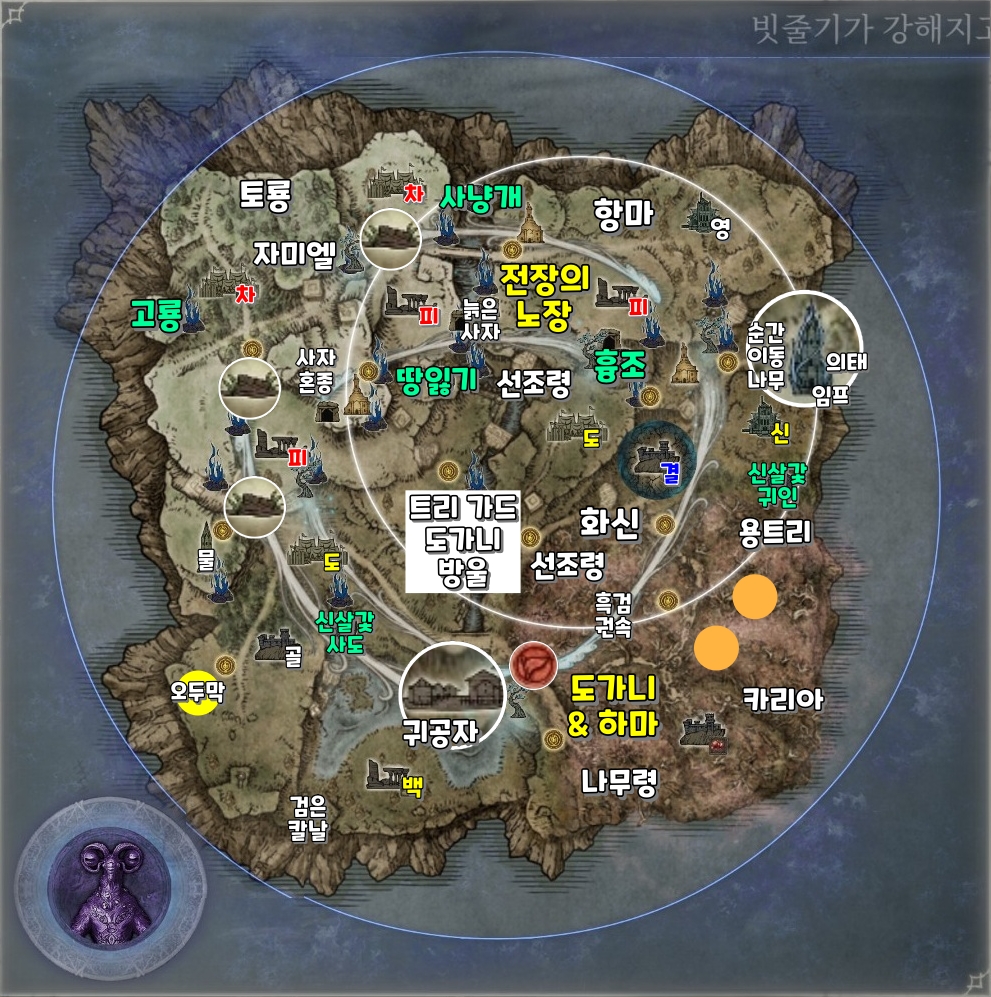 빗줄기가 강해지고
토룡
차
사냥개
항마
영
자미엘
차
고룡
피
늙은
사자
전장의
노장
피
순간
이동
나무
의태
임프
사자
혼종
땅잃기
선조령
흉조
도
신
피
결
신살갗
귀인
트리 가드
도가니
방울
화신
용트리
물
도
선조령
흑검
권속
신살갗
사도
골
오두막
귀공자
도가니
& 하마
카리아
백
나무령
검은
칼날